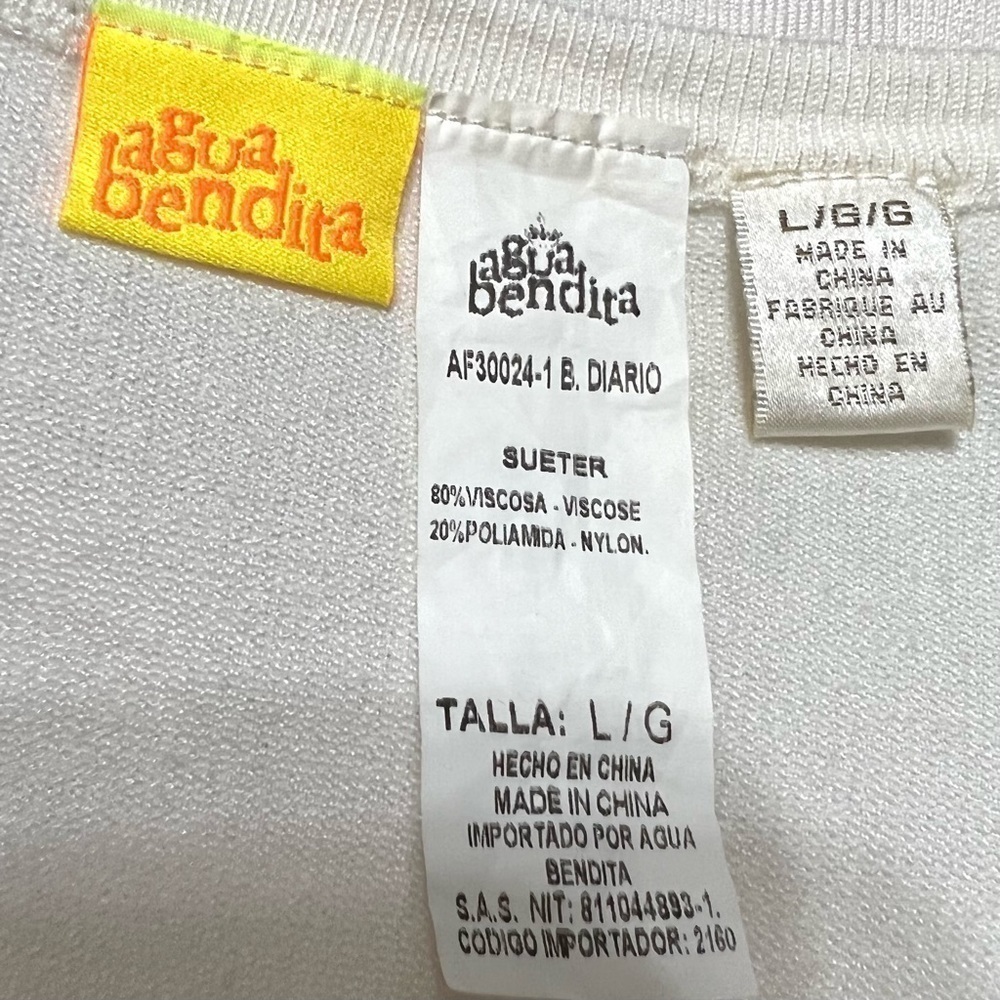 agua
bendita
agua
bendita
AF30024-1 B. DIARIO
SUETER
80%VISCOSA - VISCOSE
20%POLIAMIDA - NYLON.
TALLA: L / G
HECHO EN CHINA
MADE IN CHINA
IMPORTADO POR AGUA
BENDITA
S.A.S. NIT: 811044893-1.
CODIGO IMPORTADOR: 2160
L/G/G
MADE IN
CHINA
FABRIQUE AU
CHINA
HECHO EN
CHINA